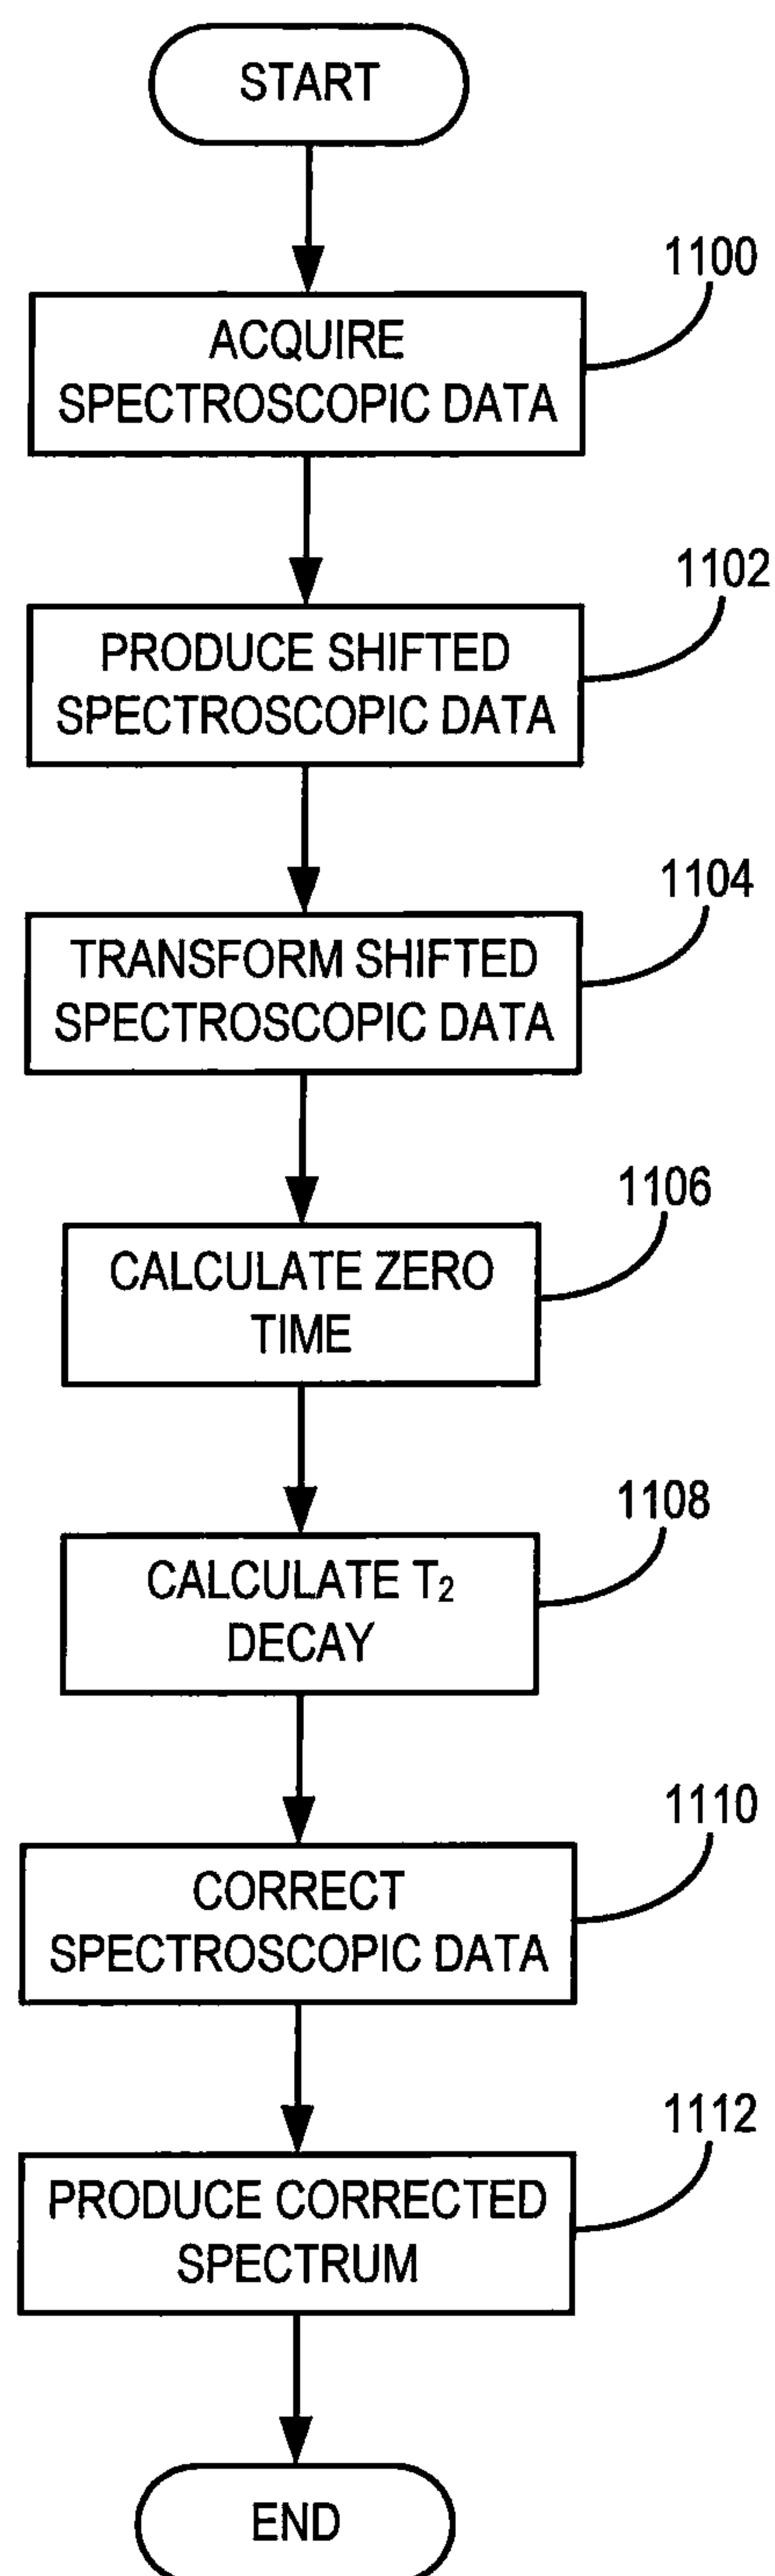 START
1100
ACQUIRE
SPECTROSCOPIC DATA
1102
PRODUCE SHIFTED
SPECTROSCOPIC DATA
1104
TRANSFORM SHIFTED
SPECTROSCOPIC DATA
1106
CALCULATE ZERO
TIME
1108
CALCULATE T₂
DECAY
1110
CORRECT
SPECTROSCOPIC DATA
1112
PRODUCE CORRECTED
SPECTRUM
END